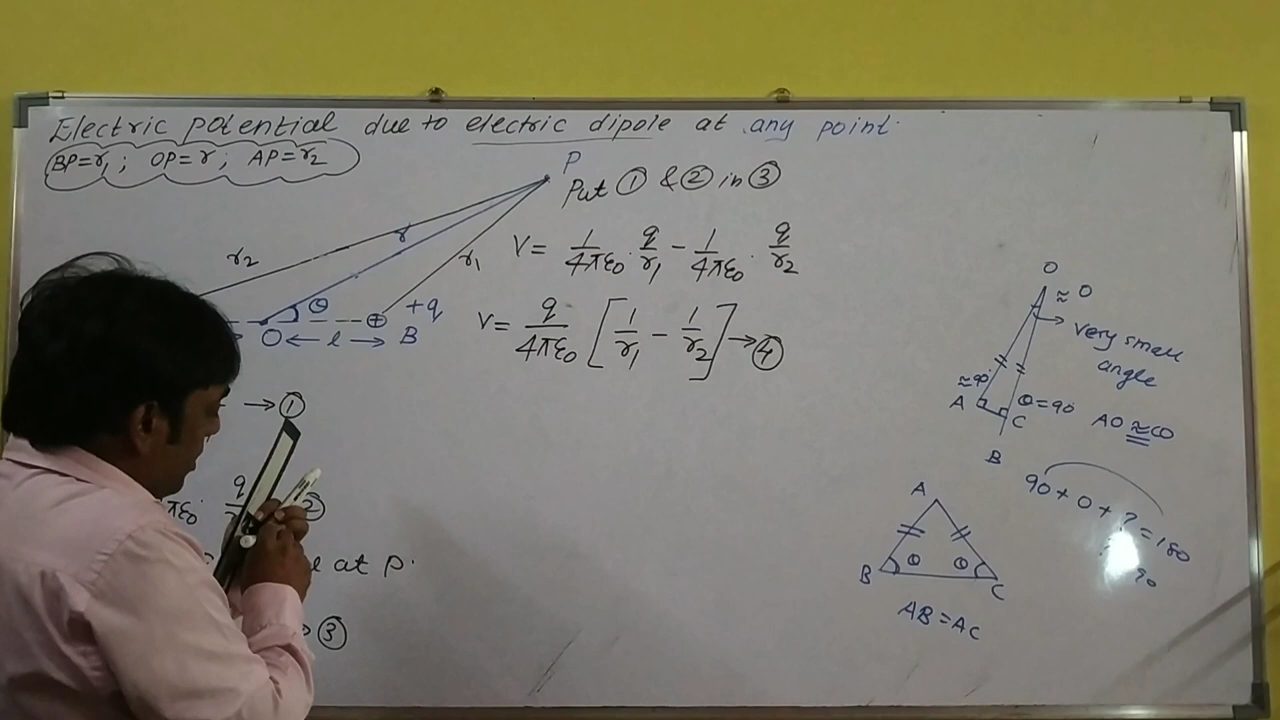 Electric potential due to electric dipole at any point.
BP=r₁ ; OP=r ; AP=r₂
P
Put ① & ② in ③
r₂
r
r₁
θ
+q
⊕
O
← l →
B
V = 1/4πε₀ · q/r₁ − 1/4πε₀ · q/r₂
V = q/4πε₀ [1/r₁ − 1/r₂] → ④
→ ①
πε₀ · q
②
at P.
③
O
≈ 0
very small
angle
≈90°
A
θ=90
C
AO ≈ CO
B
90 + 0 + ? = 180
90
A
B
θ
θ
C
AB = AC